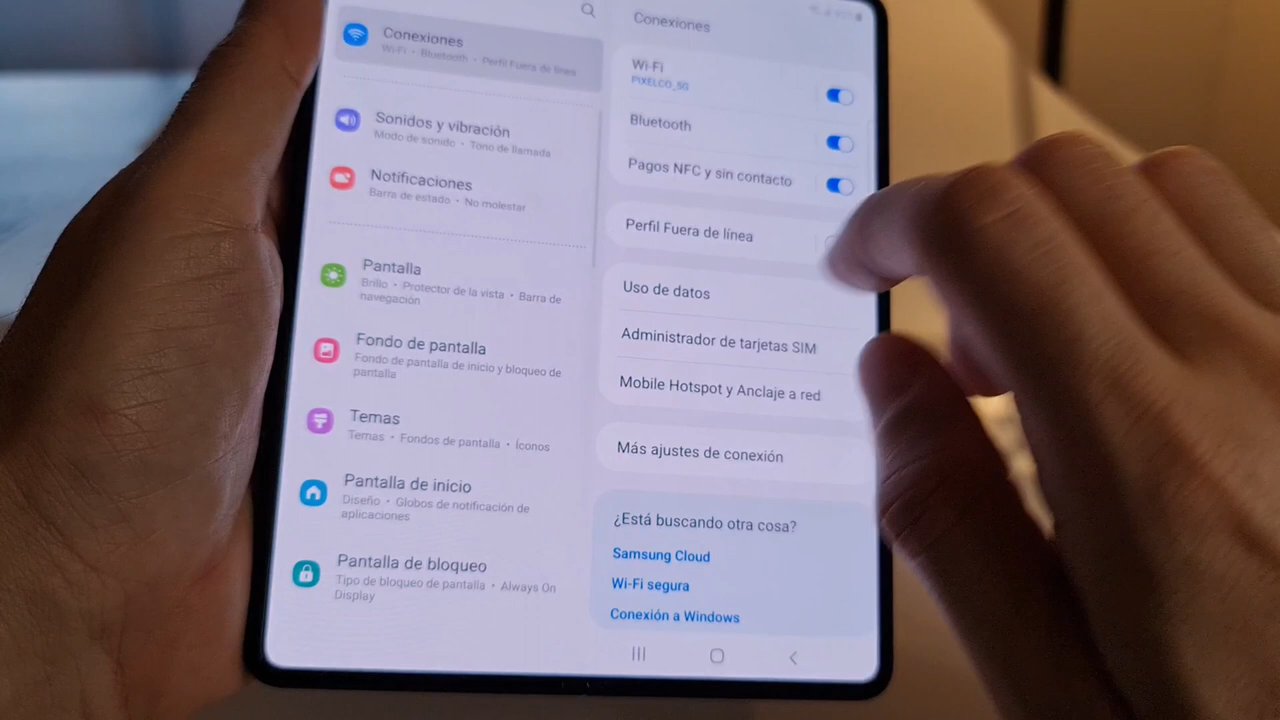 Conexiones
Wi-Fi • Bluetooth • Perfil Fuera de línea
Sonidos y vibración
Modo de sonido • Tono de llamada
Notificaciones
Barra de estado • No molestar
Pantalla
Brillo • Protector de la vista • Barra de
navegación
Fondo de pantalla
Fondo de pantalla de inicio y bloqueo de
pantalla
Temas
Temas • Fondos de pantalla • Íconos
Pantalla de inicio
Diseño • Globos de notificación de
aplicaciones
Pantalla de bloqueo
Tipo de bloqueo de pantalla • Always On
Display
Conexiones
Wi-Fi
PIXELCO_5G
Bluetooth
Pagos NFC y sin contacto
Perfil Fuera de línea
Uso de datos
Administrador de tarjetas SIM
Mobile Hotspot y Anclaje a red
Más ajustes de conexión
¿Está buscando otra cosa?
Samsung Cloud
Wi-Fi segura
Conexión a Windows